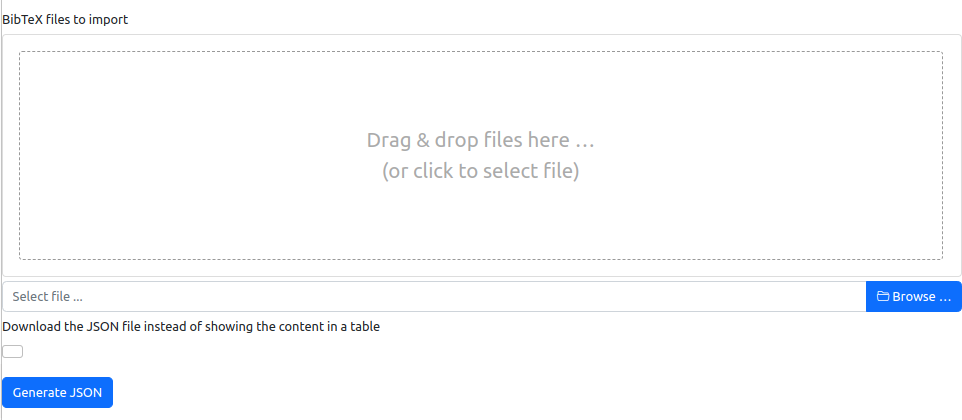 BibTeX files to import
Drag & drop files here …
(or click to select file)
Select file ...
Browse …
Download the JSON file instead of showing the content in a table
Generate JSON